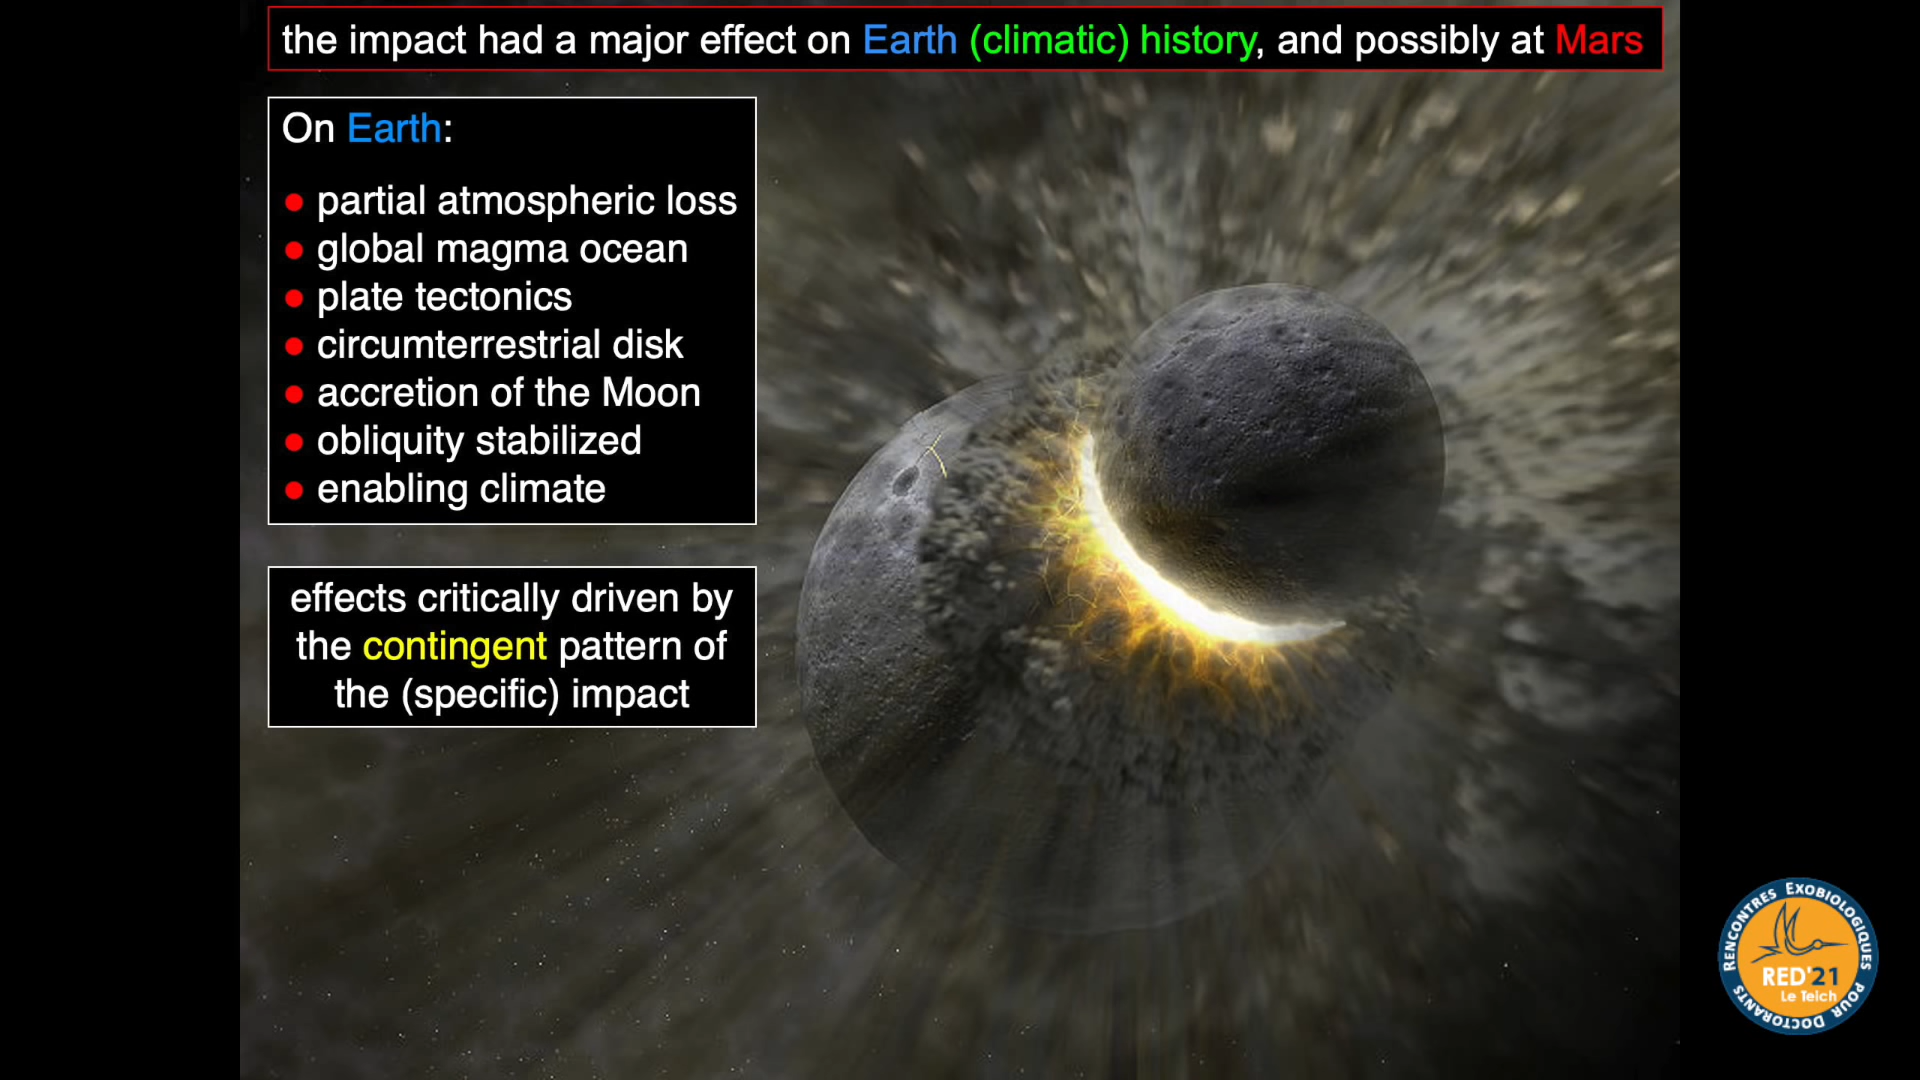 the impact had a major effect on Earth (climatic) history, and possibly at Mars
On Earth:
● partial atmospheric loss
● global magma ocean
● plate tectonics
● circumterrestrial disk
● accretion of the Moon
● obliquity stabilized
● enabling climate
effects critically driven by
the contingent pattern of
the (specific) impact
RENCONTRES EXOBIOLOGIQUES POUR DOCTORANTS
RED'21
Le Teich